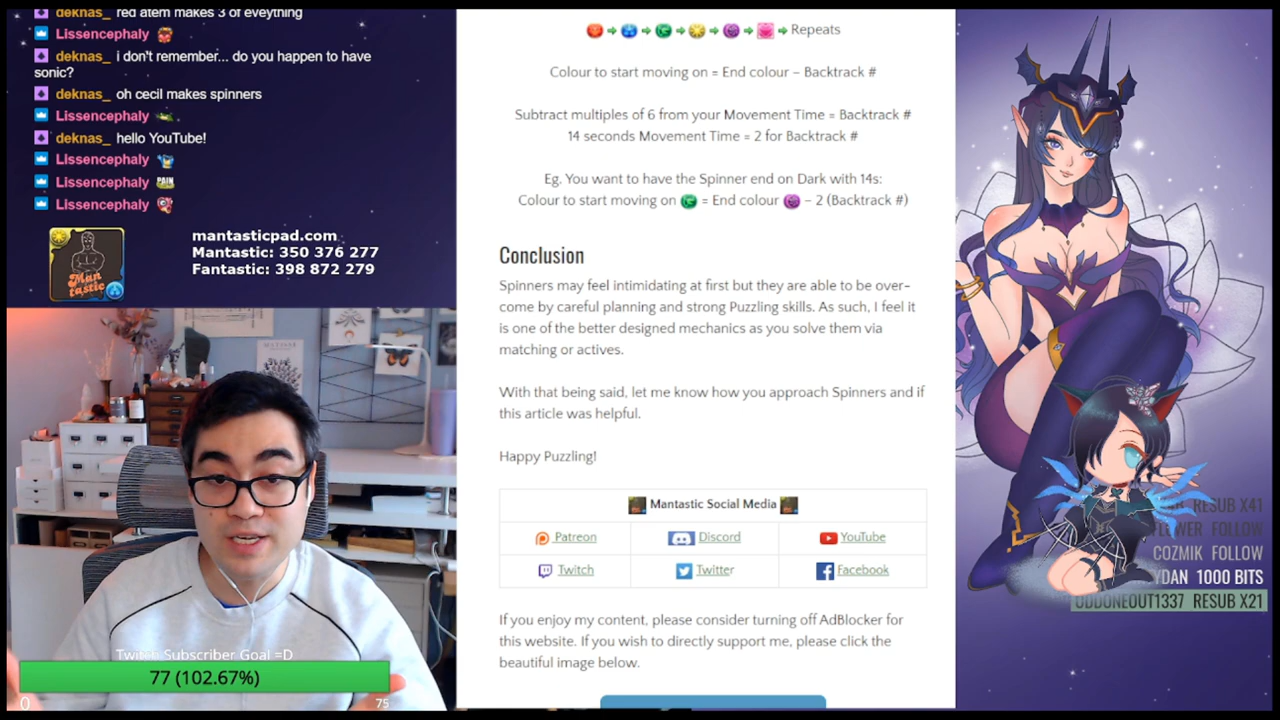 deknas_ red atem makes 3 of eveything
Lissencephaly
deknas_ i don't remember... do you happen to have
sonic?
deknas_ oh cecil makes spinners
Lissencephaly
deknas_ hello YouTube!
Lissencephaly
Lissencephaly PAIN
Lissencephaly
mantasticpad.com
Mantastic: 350 376 277
Fantastic: 398 872 279
Man
tastic
Twitch Subscriber Goal =D
77 (102.67%)
0
75
Repeats
Colour to start moving on = End colour – Backtrack #
Subtract multiples of 6 from your Movement Time = Backtrack #
14 seconds Movement Time = 2 for Backtrack #
Eg. You want to have the Spinner end on Dark with 14s:
Colour to start moving on = End colour – 2 (Backtrack #)
Conclusion
Spinners may feel intimidating at first but they are able to be over-
come by careful planning and strong Puzzling skills. As such, I feel it
is one of the better designed mechanics as you solve them via
matching or actives.
With that being said, let me know how you approach Spinners and if
this article was helpful.
Happy Puzzling!
Mantastic Social Media
Patreon
Discord
YouTube
Twitch
Twitter
Facebook
If you enjoy my content, please consider turning off AdBlocker for
this website. If you wish to directly support me, please click the
beautiful image below.
RESUB X41
FOLLOW
COZMIK FOLLOW
1000 BITS
ODDONEOUT1337 RESUB X21